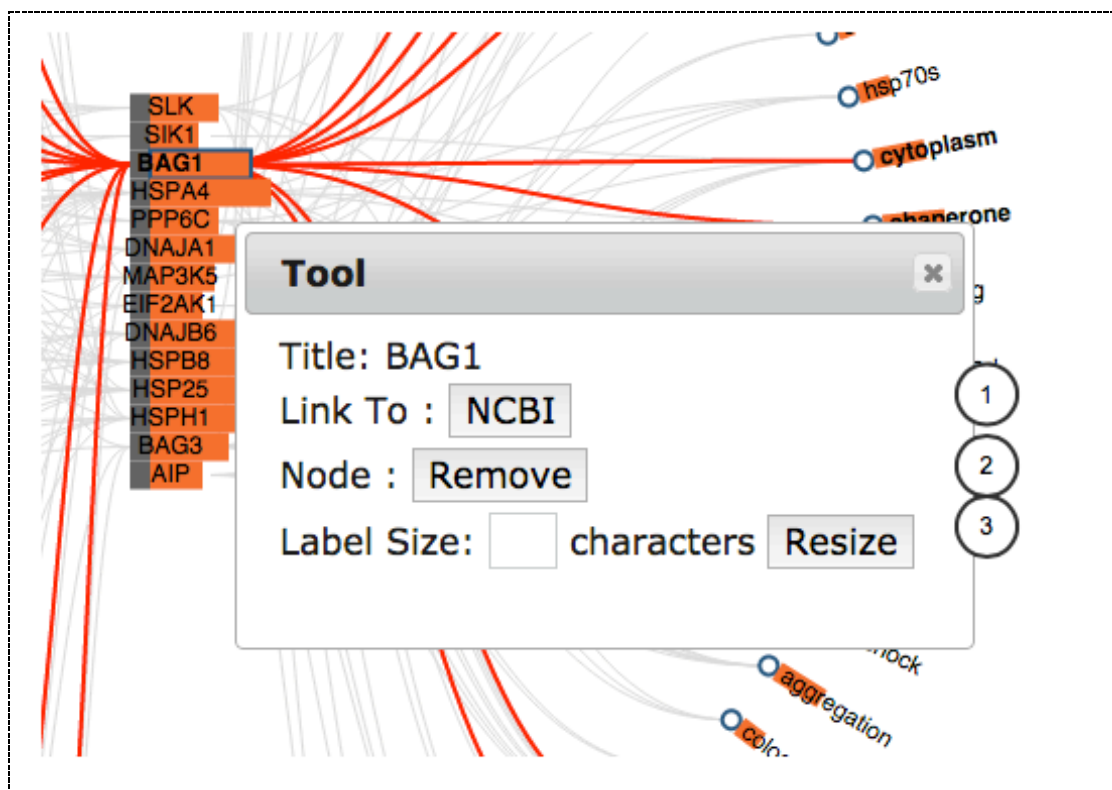 hsp70s
SLK
SIK1
cytoplasm
BAG1
HSPA4
chaperone
PPP6C
DNAJA1
Tool
MAP3K5
EIF2AK1
DNAJB6
Title: BAG1
HSPB8
HSP25
1
Link To : NCBI
HSPH1
BAG3
2
AIP
Node : Remove
3
Label Size: characters Resize
aggregation